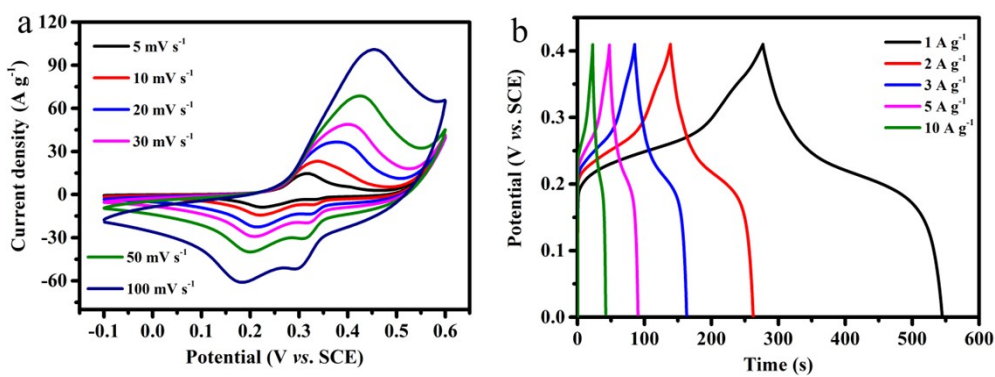 a
120
90
60
30
0
-30
-60
-0.1 0.0 0.1 0.2 0.3 0.4 0.5 0.6
Current density (A g⁻¹)
Potential (V vs. SCE)
5 mV s⁻¹
10 mV s⁻¹
20 mV s⁻¹
30 mV s⁻¹
50 mV s⁻¹
100 mV s⁻¹
b
0.4
0.3
0.2
0.1
0.0
0 100 200 300 400 500 600
Potential (V vs. SCE)
Time (s)
1 A g⁻¹
2 A g⁻¹
3 A g⁻¹
5 A g⁻¹
10 A g⁻¹